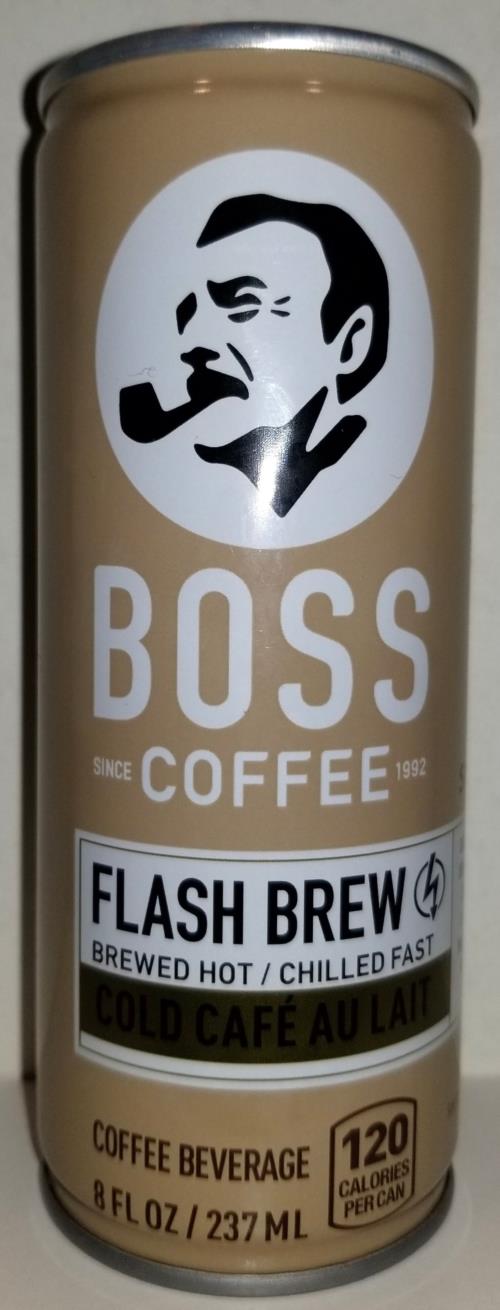 BOSS
SINCE COFFEE 1992
FLASH BREW
BREWED HOT / CHILLED FAST
COLD CAFÉ AU LAIT
COFFEE BEVERAGE
8 FL OZ / 237 ML
120
CALORIES
PER CAN